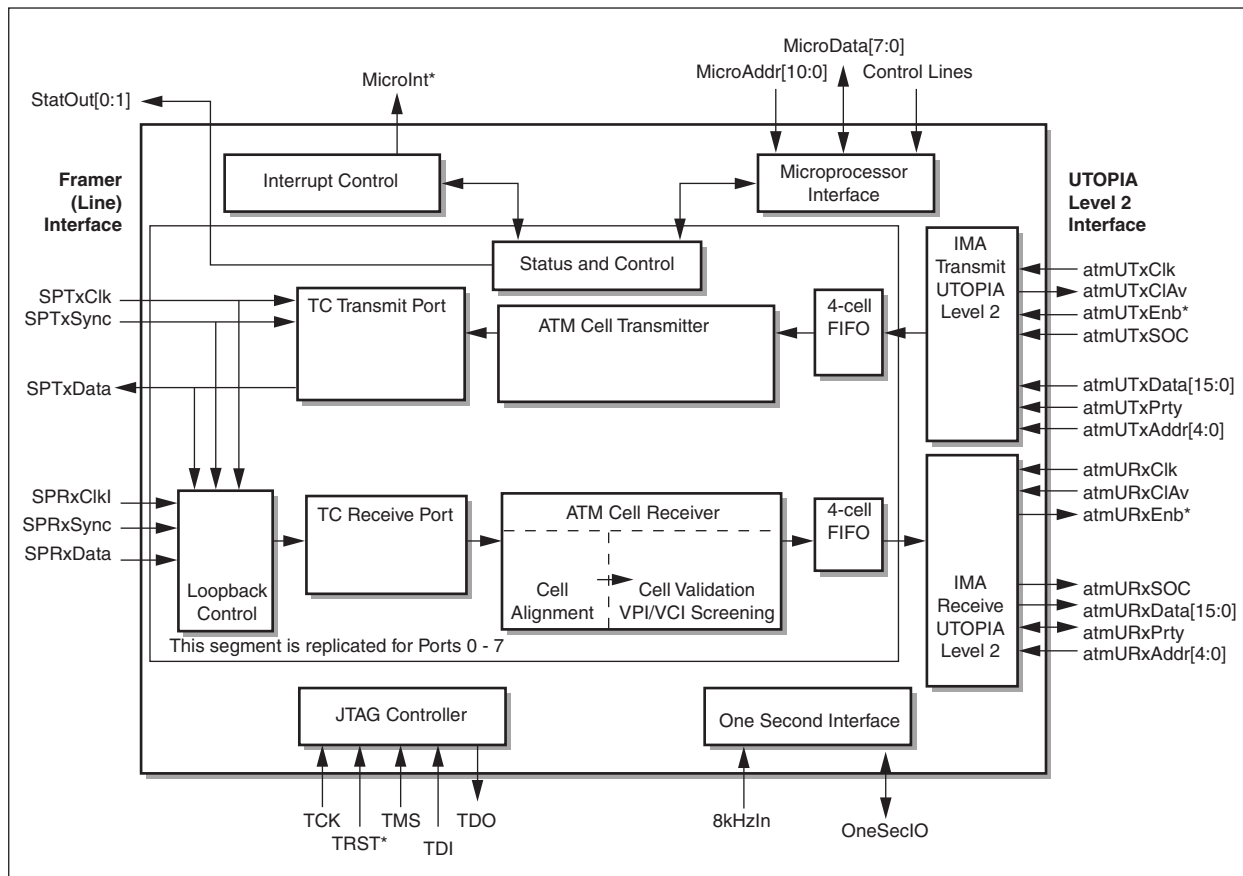 MicroData[7:0]
MicroInt*
MicroAddr[10:0]
Control Lines
StatOut[0:1]
Interrupt Control
Microprocessor
Interface
Framer
(Line)
Interface
UTOPIA
Level 2
Interface
Status and Control
IMA
Transmit
UTOPIA
Level 2
SPTxClk
SPTxSync
SPTxData
TC Transmit Port
ATM Cell Transmitter
4-cell
FIFO
atmUTxClk
atmUTxClAv
atmUTxEnb*
atmUTxSOC
atmUTxData[15:0]
atmUTxPrty
atmUTxAddr[4:0]
SPRxClkI
SPRxSync
SPRxData
Loopback
Control
TC Receive Port
ATM Cell Receiver
Cell
Alignment
Cell Validation
VPI/VCI Screening
4-cell
FIFO
IMA
Receive
UTOPIA
Level 2
atmURxClk
atmURxClAv
atmURxEnb*
atmURxSOC
atmURxData[15:0]
atmURxPrty
atmURxAddr[4:0]
This segment is replicated for Ports 0 - 7
JTAG Controller
One Second Interface
TCK
TRST*
TMS
TDI
TDO
8kHzIn
OneSecIO